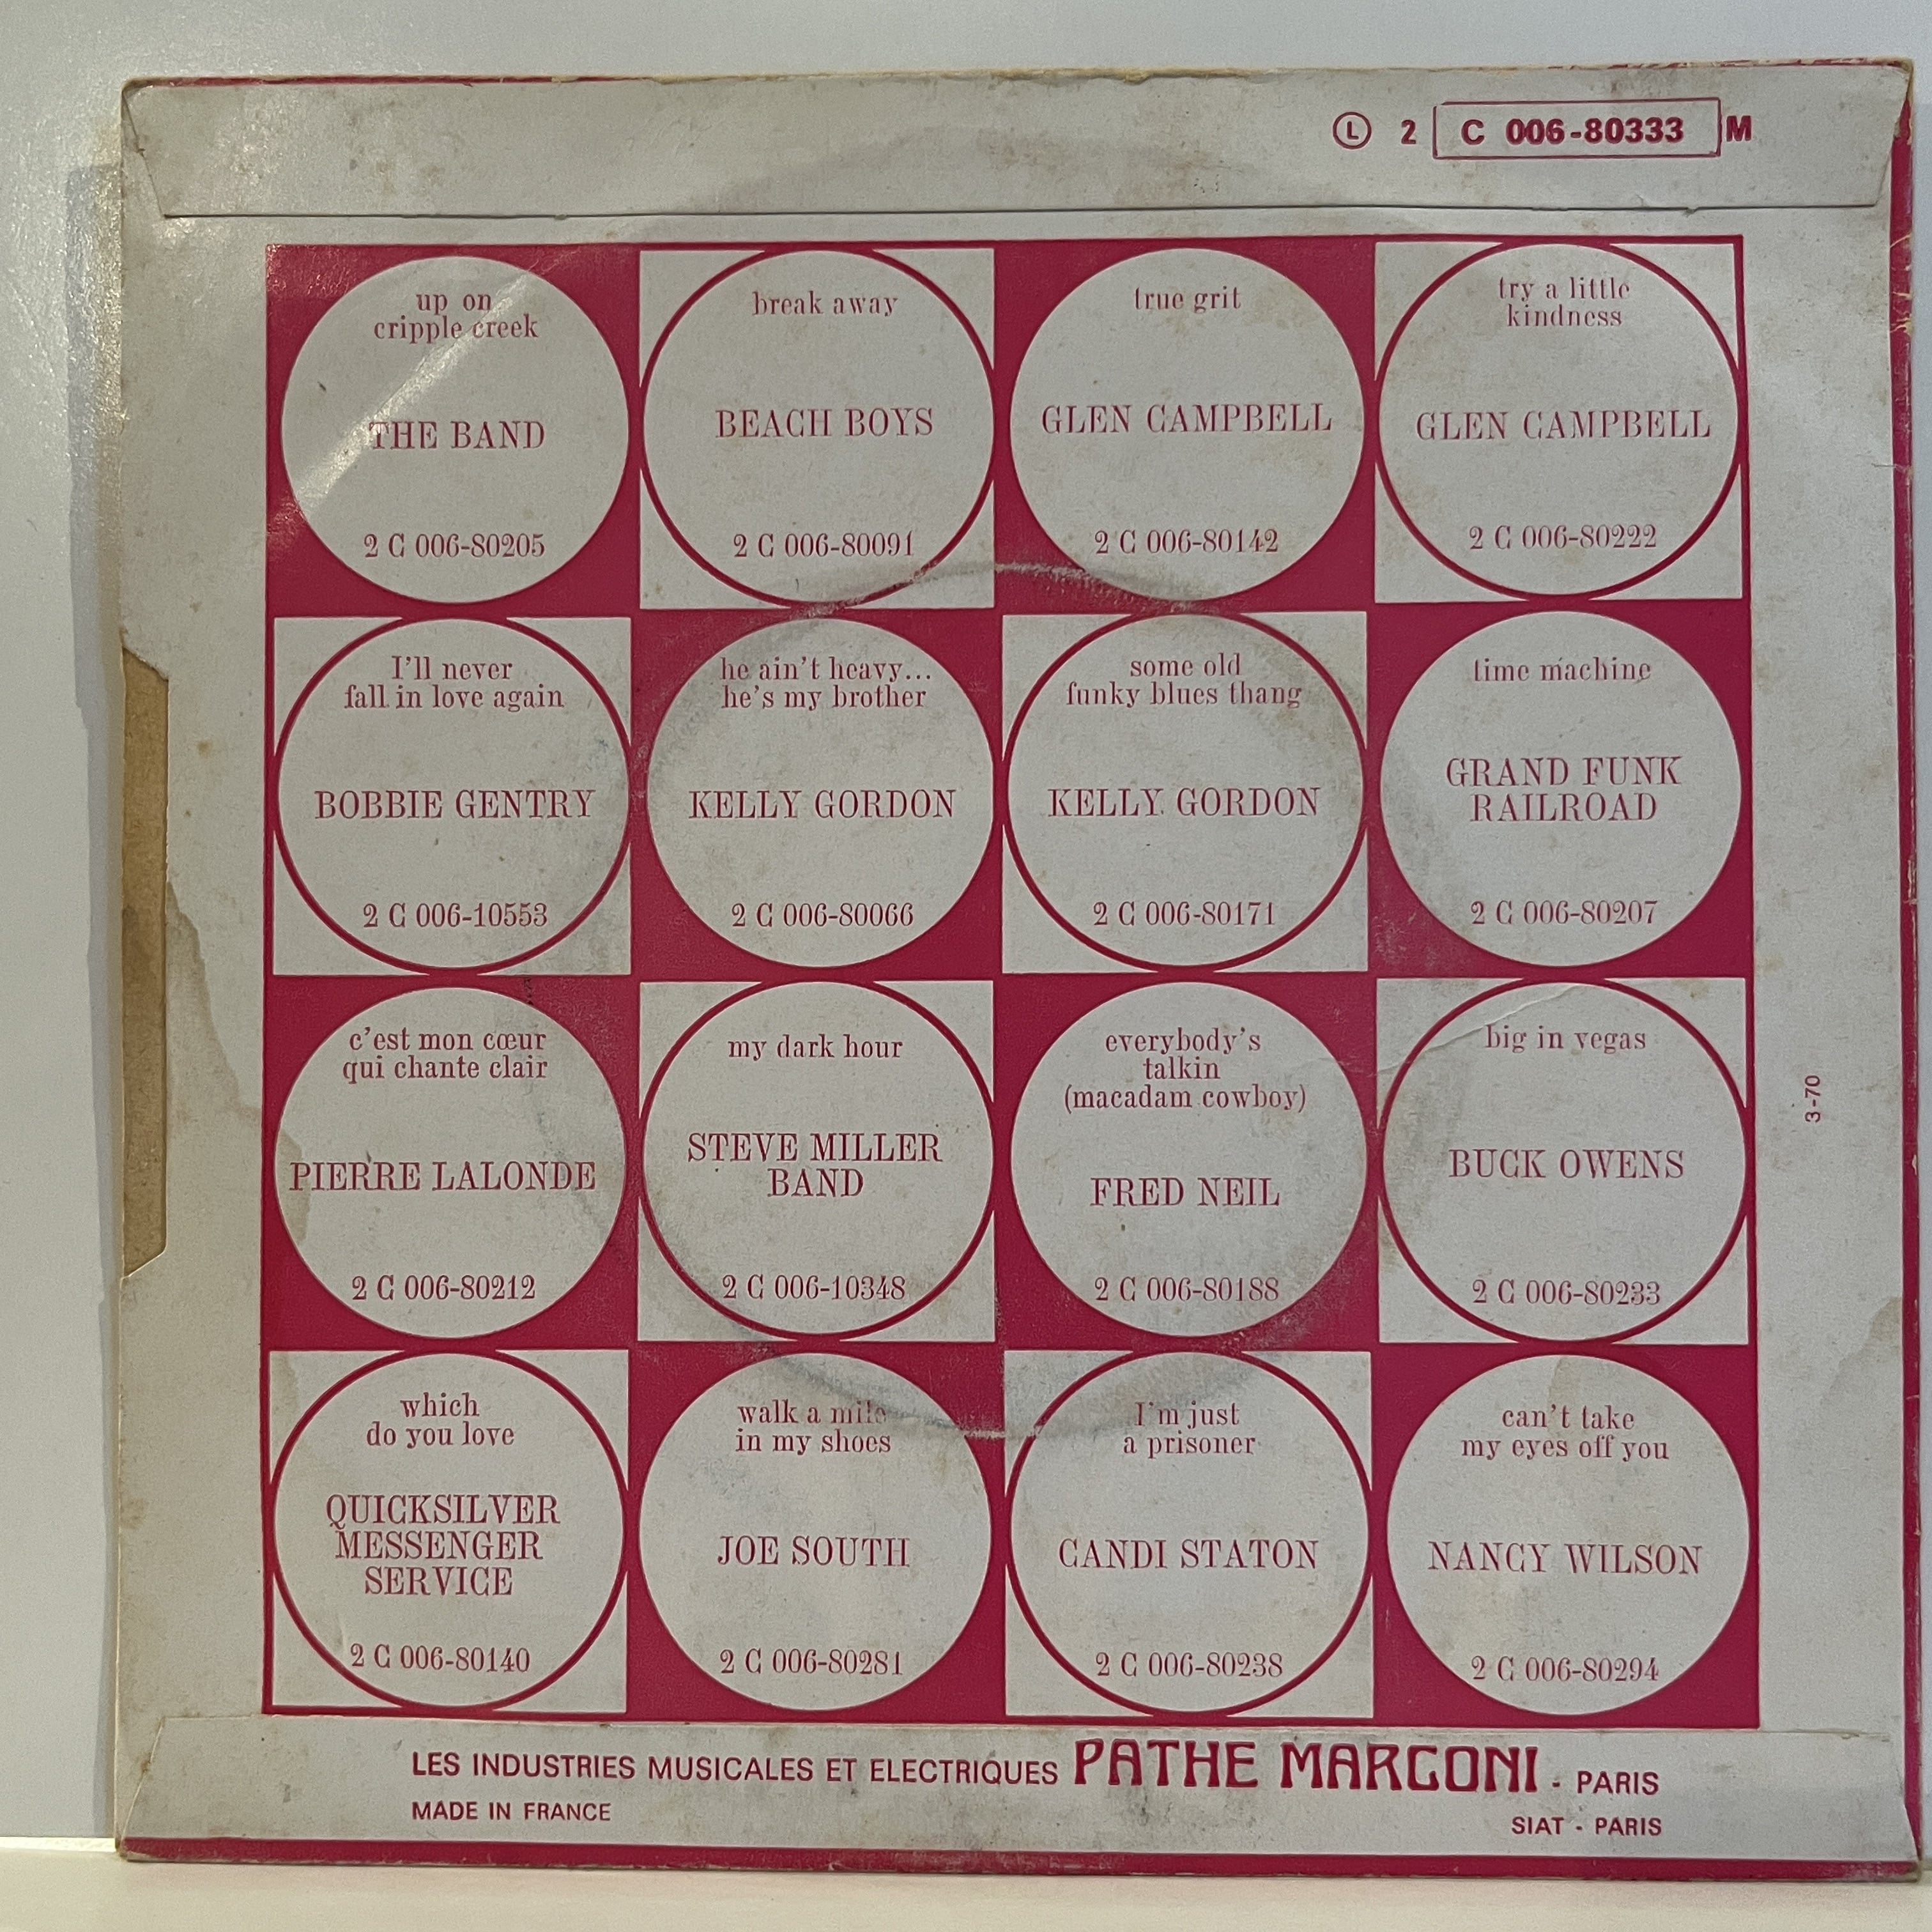 Ⓛ 2 C 006-80333 M
up on
cripple creek
THE BAND
2 C 006-80205
break away
BEACH BOYS
2 C 006-80091
true grit
GLEN CAMPBELL
2 C 006-80142
try a little
kindness
GLEN CAMPBELL
2 C 006-80222
I'll never
fall in love again
BOBBIE GENTRY
2 C 006-10553
he ain't heavy...
he's my brother
KELLY GORDON
2 C 006-80066
some old
funky blues thang
KELLY GORDON
2 C 006-80171
time machine
GRAND FUNK
RAILROAD
2 C 006-80207
c'est mon cœur
qui chante clair
PIERRE LALONDE
2 C 006-80212
my dark hour
STEVE MILLER
BAND
2 C 006-10348
everybody's
talkin
(macadam cowboy)
FRED NEIL
2 C 006-80188
big in vegas
BUCK OWENS
2 C 006-80233
3-70
which
do you love
QUICKSILVER
MESSENGER
SERVICE
2 C 006-80140
walk a mile
in my shoes
JOE SOUTH
2 C 006-80281
I'm just
a prisoner
CANDI STATON
2 C 006-80238
can't take
my eyes off you
NANCY WILSON
2 C 006-80294
LES INDUSTRIES MUSICALES ET ELECTRIQUES PATHE MARCONI - PARIS
MADE IN FRANCE
SIAT - PARIS